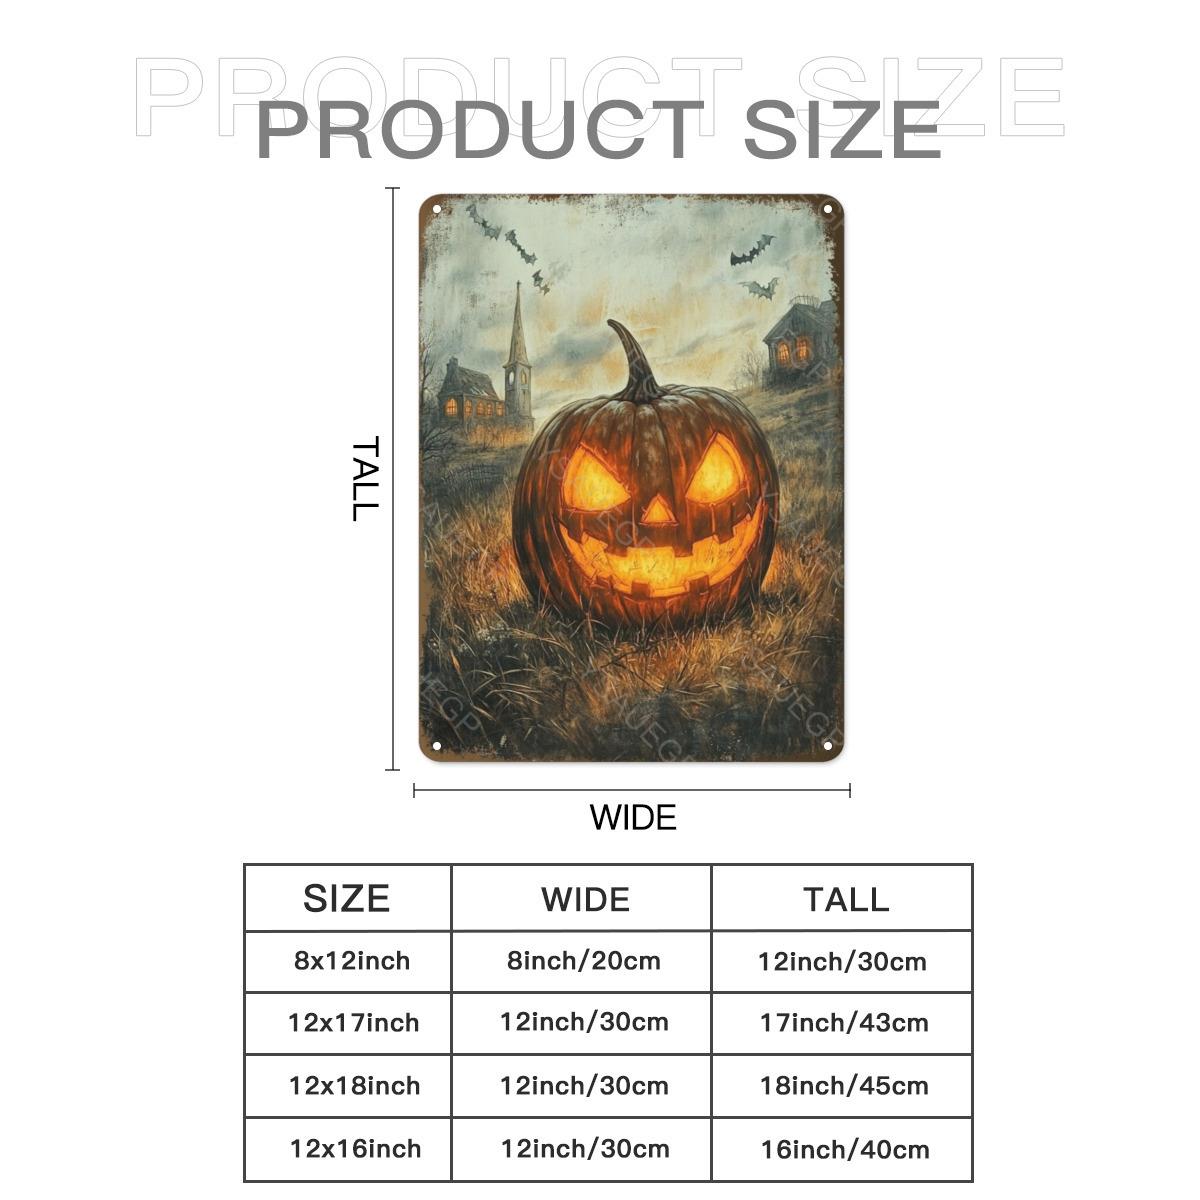 PRODUCT SIZE
PRODUCT SIZE
TALL
WIDE
SIZE WIDE TALL
8x12inch 8inch/20cm 12inch/30cm
12x17inch 12inch/30cm 17inch/43cm
12x18inch 12inch/30cm 18inch/45cm
12x16inch 12inch/30cm 16inch/40cm